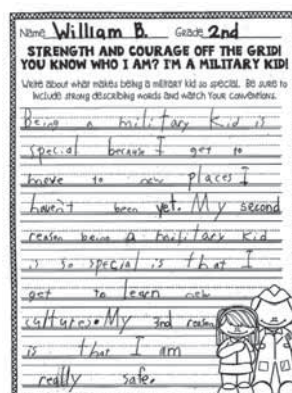 Name William B. Grade 2nd
STRENGTH AND COURAGE OFF THE GRID!
YOU KNOW WHO I AM? I'M A MILITARY KID!
Write about what makes being a military kid so special. Be sure to
include strong describing words and watch your conventions.
Being a military kid is
special because I get to
move to new places I
haven't been yet. My second
reason being a military kid
is so special is that I
get to learn new
cultures. My 3rd reason
is that I am
really safe.